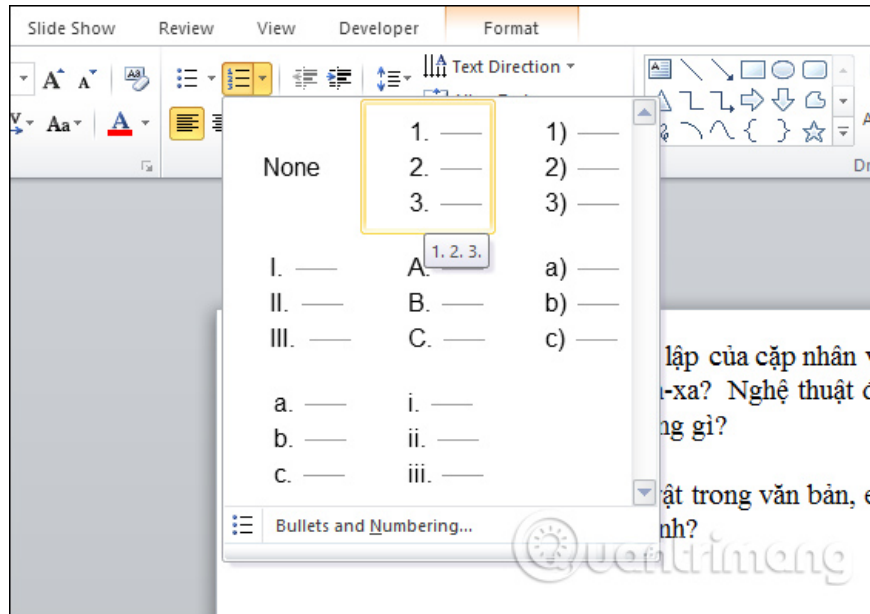 Slide Show Review View Developer Format
A A Aa Text Direction
Aa A
None
1.
2.
3.
1)
2)
3)
1. 2. 3.
I.
II.
III.
A.
B.
C.
a)
b)
c)
a.
b.
c.
i.
ii.
iii.
Bullets and Numbering...
lập của cặp nhân
-xa? Nghệ thuật
ng gì?
ật trong văn bản, e
nh?
Quantrimang